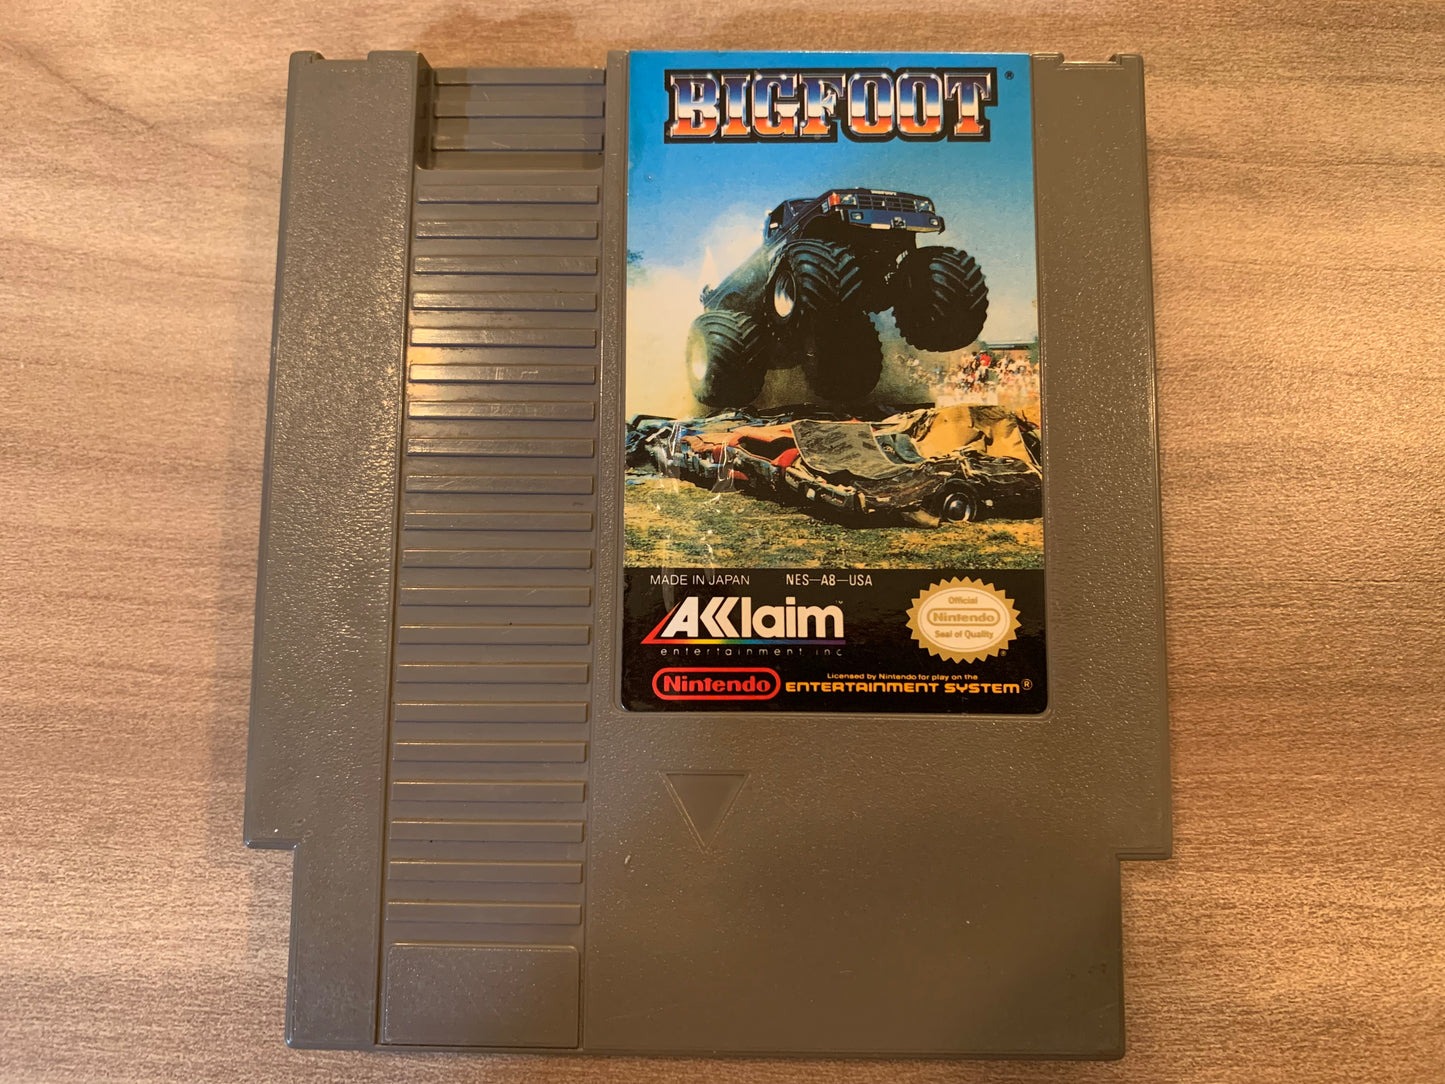 BIGFOOT®
MADE IN JAPAN NES–A8–USA
AKKlaim™
entertainment inc
Official
Nintendo
Seal of Quality
®
Nintendo
Licensed by Nintendo for play on the
ENTERTAINMENT SYSTEM®